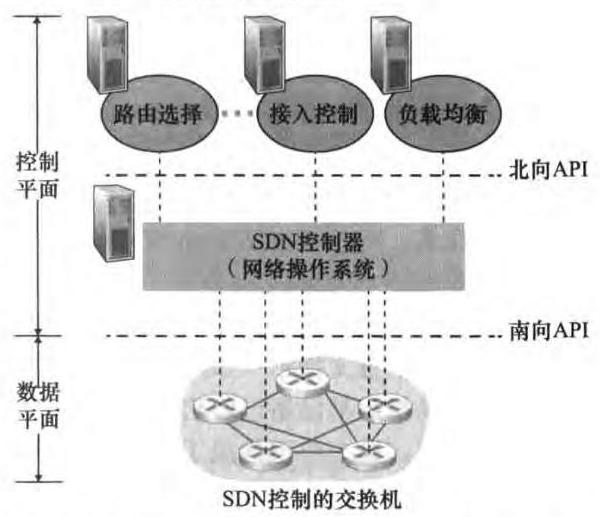 路由选择
接入控制
负载均衡
控制
平面
北向API
SDN控制器
（网络操作系统）
南向API
数据
平面
SDN控制的交换机